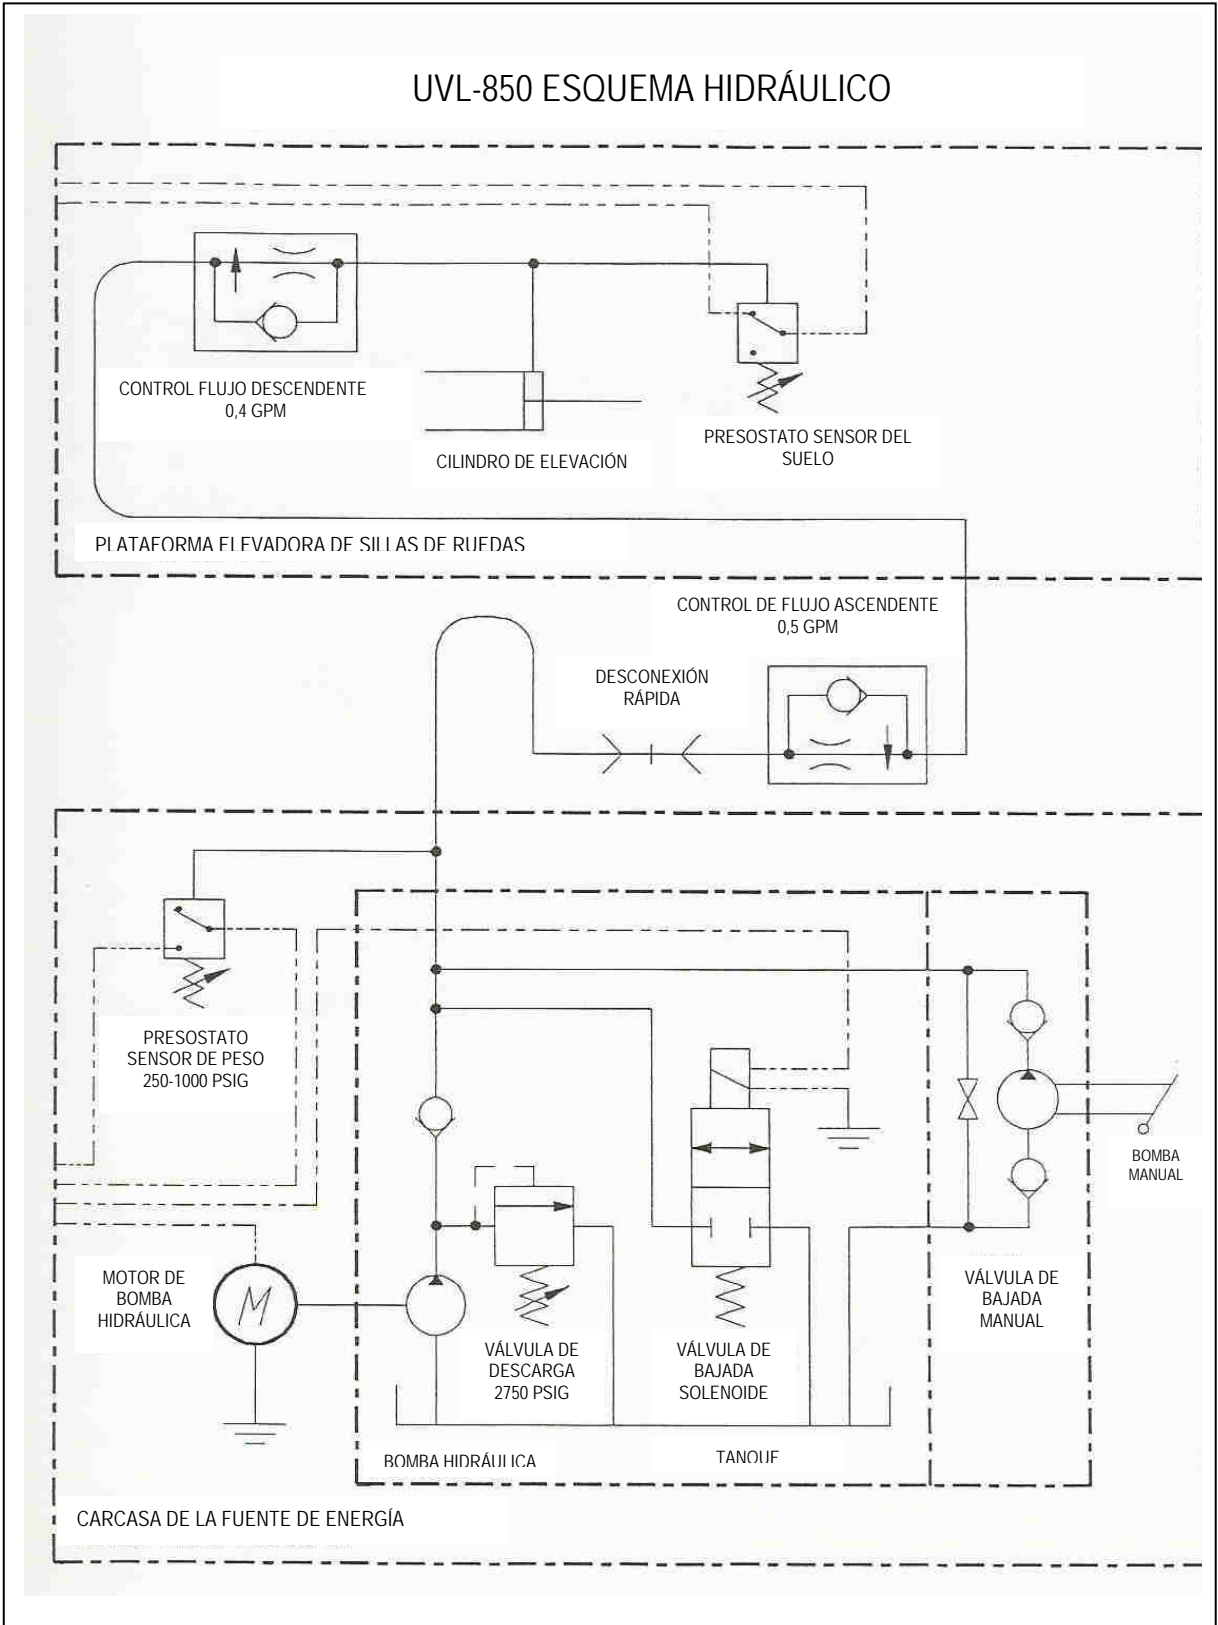 UVL-850 ESQUEMA HIDRÁULICO
CONTROL FLUJO DESCENDENTE
0,4 GPM
CILINDRO DE ELEVACIÓN
PRESOSTATO SENSOR DEL
SUELO
PLATAFORMA ELEVADORA DE SILLAS DE RUEDAS
CONTROL DE FLUJO ASCENDENTE
0,5 GPM
DESCONEXIÓN
RÁPIDA
PRESOSTATO
SENSOR DE PESO
250-1000 PSIG
BOMBA
MANUAL
MOTOR DE
BOMBA
HIDRÁULICA
M
VÁLVULA DE
DESCARGA
2750 PSIG
VÁLVULA DE
BAJADA
SOLENOIDE
VÁLVULA DE
BAJADA
MANUAL
BOMBA HIDRÁULICA
TANQUE
CARCASA DE LA FUENTE DE ENERGÍA